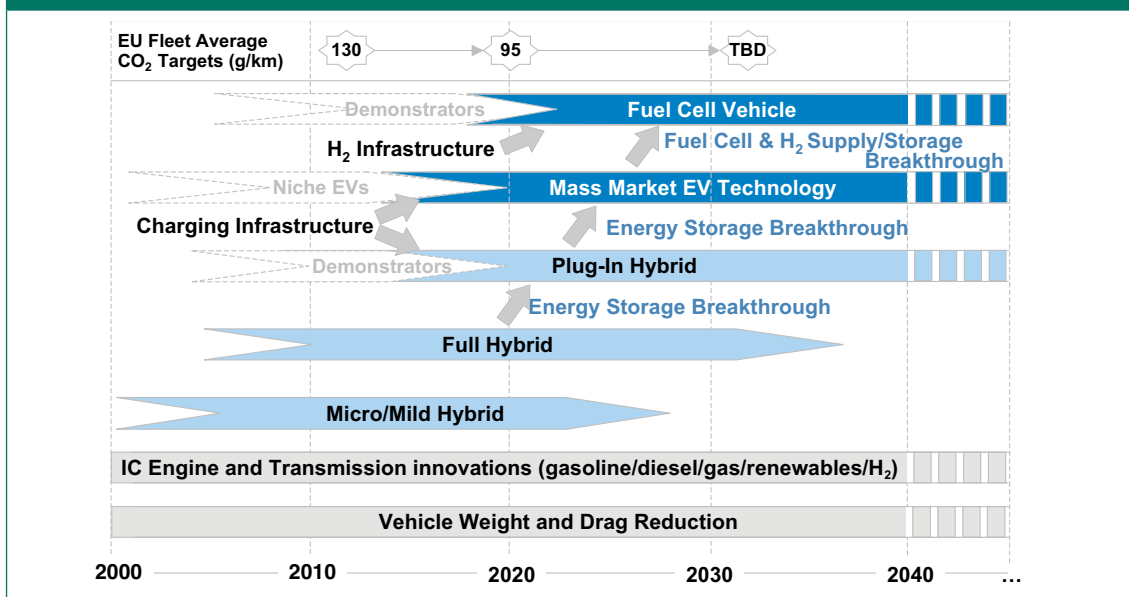 EU Fleet Average
CO₂ Targets (g/km)
130
95
TBD
Demonstrators
Fuel Cell Vehicle
H₂ Infrastructure
Fuel Cell & H₂ Supply/Storage
Breakthrough
Niche EVs
Mass Market EV Technology
Charging Infrastructure
Energy Storage Breakthrough
Demonstrators
Plug-In Hybrid
Energy Storage Breakthrough
Full Hybrid
Micro/Mild Hybrid
IC Engine and Transmission innovations (gasoline/diesel/gas/renewables/H₂)
Vehicle Weight and Drag Reduction
2000 2010 2020 2030 2040 ...